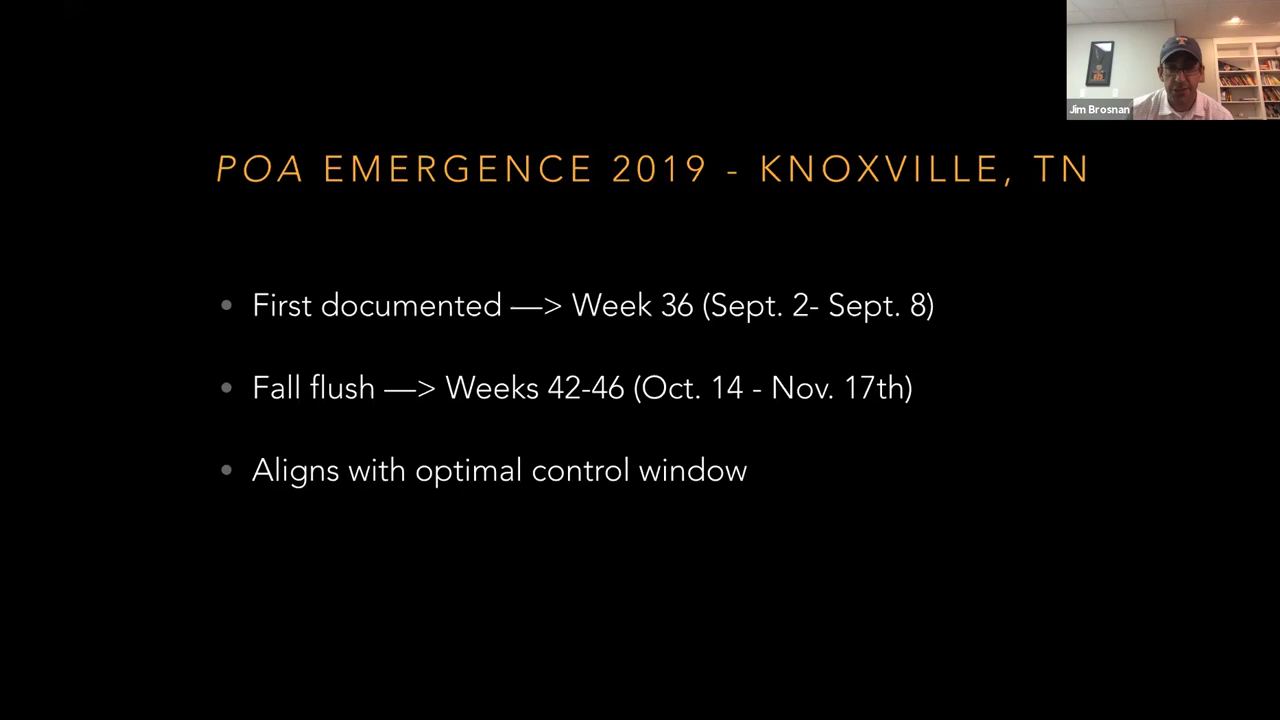 Jim Brosnan
POA EMERGENCE 2019 - KNOXVILLE, TN
• First documented —> Week 36 (Sept. 2- Sept. 8)
• Fall flush —> Weeks 42-46 (Oct. 14 - Nov. 17th)
• Aligns with optimal control window